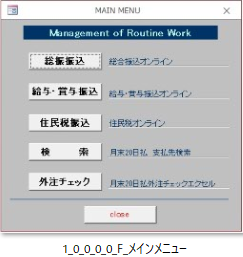 MAIN MENU
Management of Routine Work
総振振込 総合振込オンライン
給与・賞与振込 給与・賞与振込オンライン
住民税振込 住民税オンライン
検 索 月末20日払 支払先検索
外注チェック 月末20日払外注チェックエクセル
close
1_0_0_0_0_F_メインメニュー